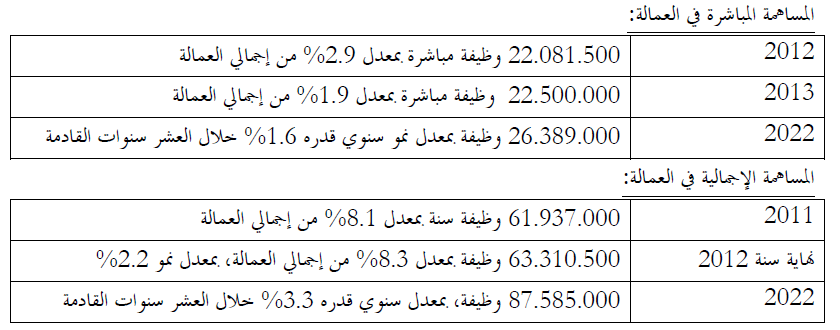 المساهمة المباشرة في العمالة:
2012 22.081.500 وظيفة مباشرة بمعدل 2.9% من إجمالي العمالة
2013 22.500.000 وظيفة مباشرة بمعدل 1.9% من إجمالي العمالة
2022 26.389.000 وظيفة بمعدل نمو سنوي قدره 1.6% خلال العشر سنوات القادمة
المساهمة الإجمالية في العمالة:
2011 61.937.000 وظيفة سنة بمعدل 8.1% من إجمالي العمالة
نهاية سنة 2012 63.310.500 وظيفة بمعدل 8.3% من إجمالي العمالة، بمعدل نمو 2.2%
2022 87.585.000 وظيفة، بمعدل سنوي قدره 3.3% خلال العشر سنوات القادمة